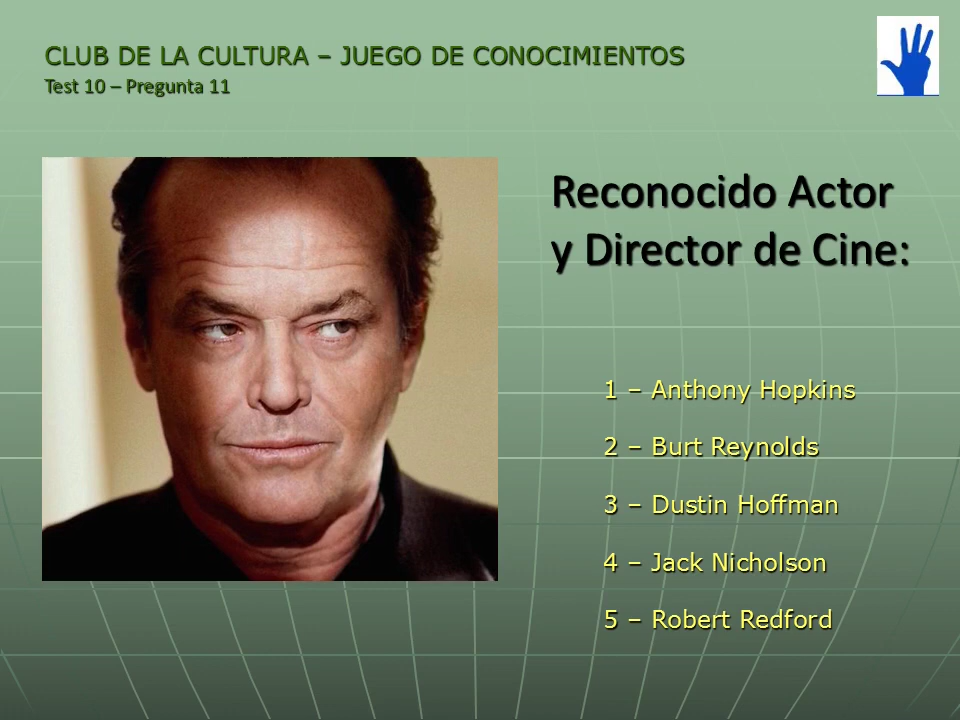 CLUB DE LA CULTURA – JUEGO DE CONOCIMIENTOS
Test 10 – Pregunta 11
Reconocido Actor
y Director de Cine:
1 – Anthony Hopkins
2 – Burt Reynolds
3 – Dustin Hoffman
4 – Jack Nicholson
5 – Robert Redford